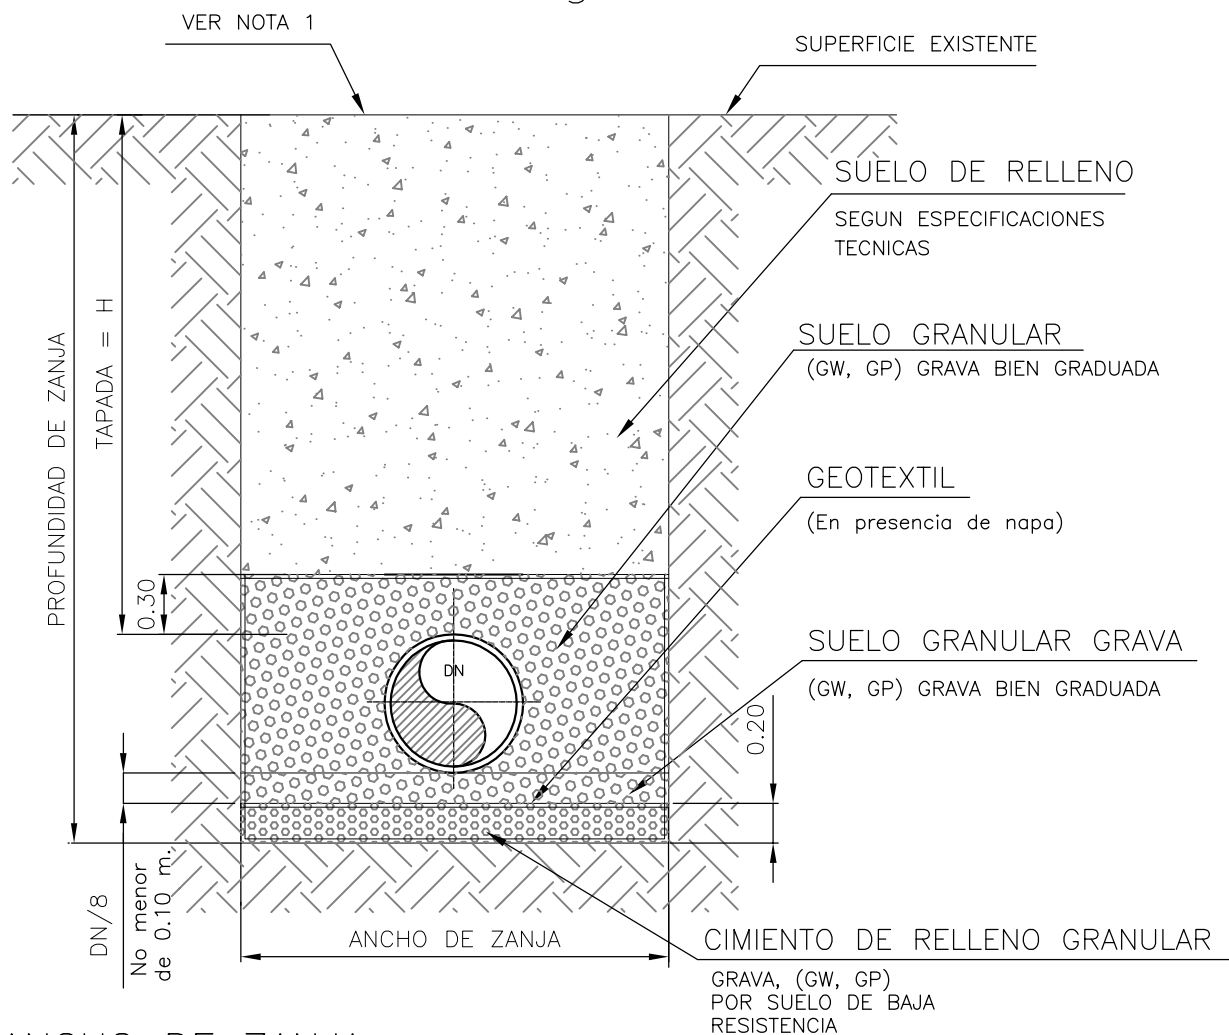 VER NOTA 1
SUPERFICIE EXISTENTE
SUELO DE RELLENO
SEGUN ESPECIFICACIONES
TECNICAS
SUELO GRANULAR
(GW, GP) GRAVA BIEN GRADUADA
GEOTEXTIL
(En presencia de napa)
SUELO GRANULAR GRAVA
(GW, GP) GRAVA BIEN GRADUADA
PROFUNDIDAD DE ZANJA
TAPADA = H
0.30
DN
0.20
DN/8
No menor
de 0.10 m.
ANCHO DE ZANJA
CIMIENTO DE RELLENO GRANULAR
GRAVA, (GW, GP)
POR SUELO DE BAJA
RESISTENCIA
ANCHO DE ZANJA